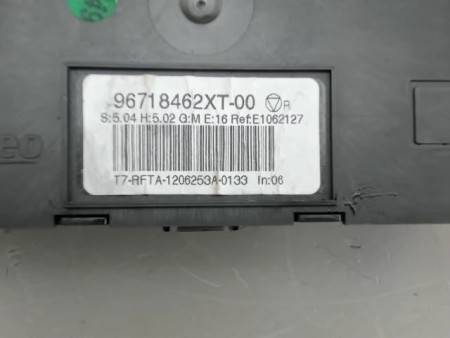 96718462XT-00 R
S:5.04 H:5.02 G:M E:16 Ref:E1062127
T7-RFTA-1206253A-0133 In:06